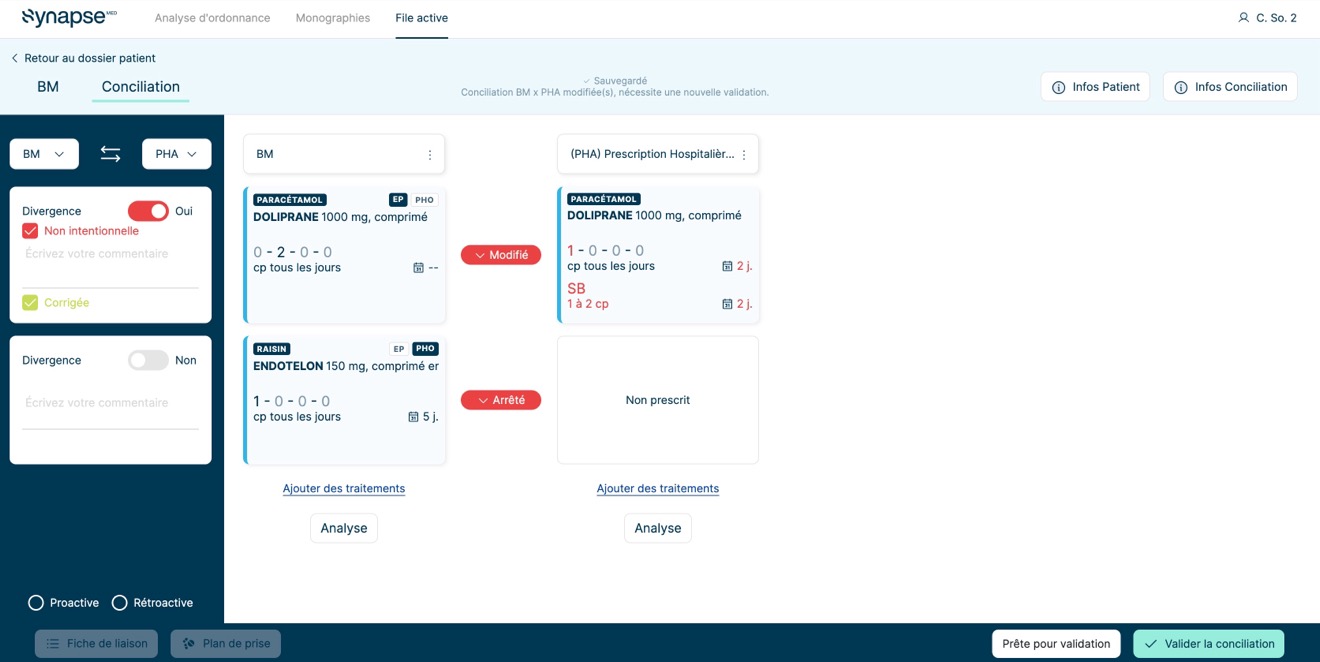 Synapse MED
Analyse d'ordonnance
Monographies
File active
C. So. 2
Retour au dossier patient
BM
Conciliation
Sauvegardé
Conciliation BM x PHA modifiée(s), nécessite une nouvelle validation.
Infos Patient
Infos Conciliation
BM
PHA
Divergence
Oui
Non intentionnelle
Écrivez votre commentaire
Corrigée
Divergence
Non
Écrivez votre commentaire
Proactive
Rétroactive
BM
(PHA) Prescription Hospitalièr...
PARACÉTAMOL EP PHO
DOLIPRANE 1000 mg, comprimé
0 - 2 - 0 - 0
cp tous les jours --
Modifié
PARACÉTAMOL
DOLIPRANE 1000 mg, comprimé
1 - 0 - 0 - 0
cp tous les jours 2 j.
SB
1 à 2 cp 2 j.
RAISIN EP PHO
ENDOTELON 150 mg, comprimé er
1 - 0 - 0 - 0
cp tous les jours 5 j.
Arrêté
Non prescrit
Ajouter des traitements
Ajouter des traitements
Analyse
Analyse
Fiche de liaison
Plan de prise
Prête pour validation
Valider la conciliation